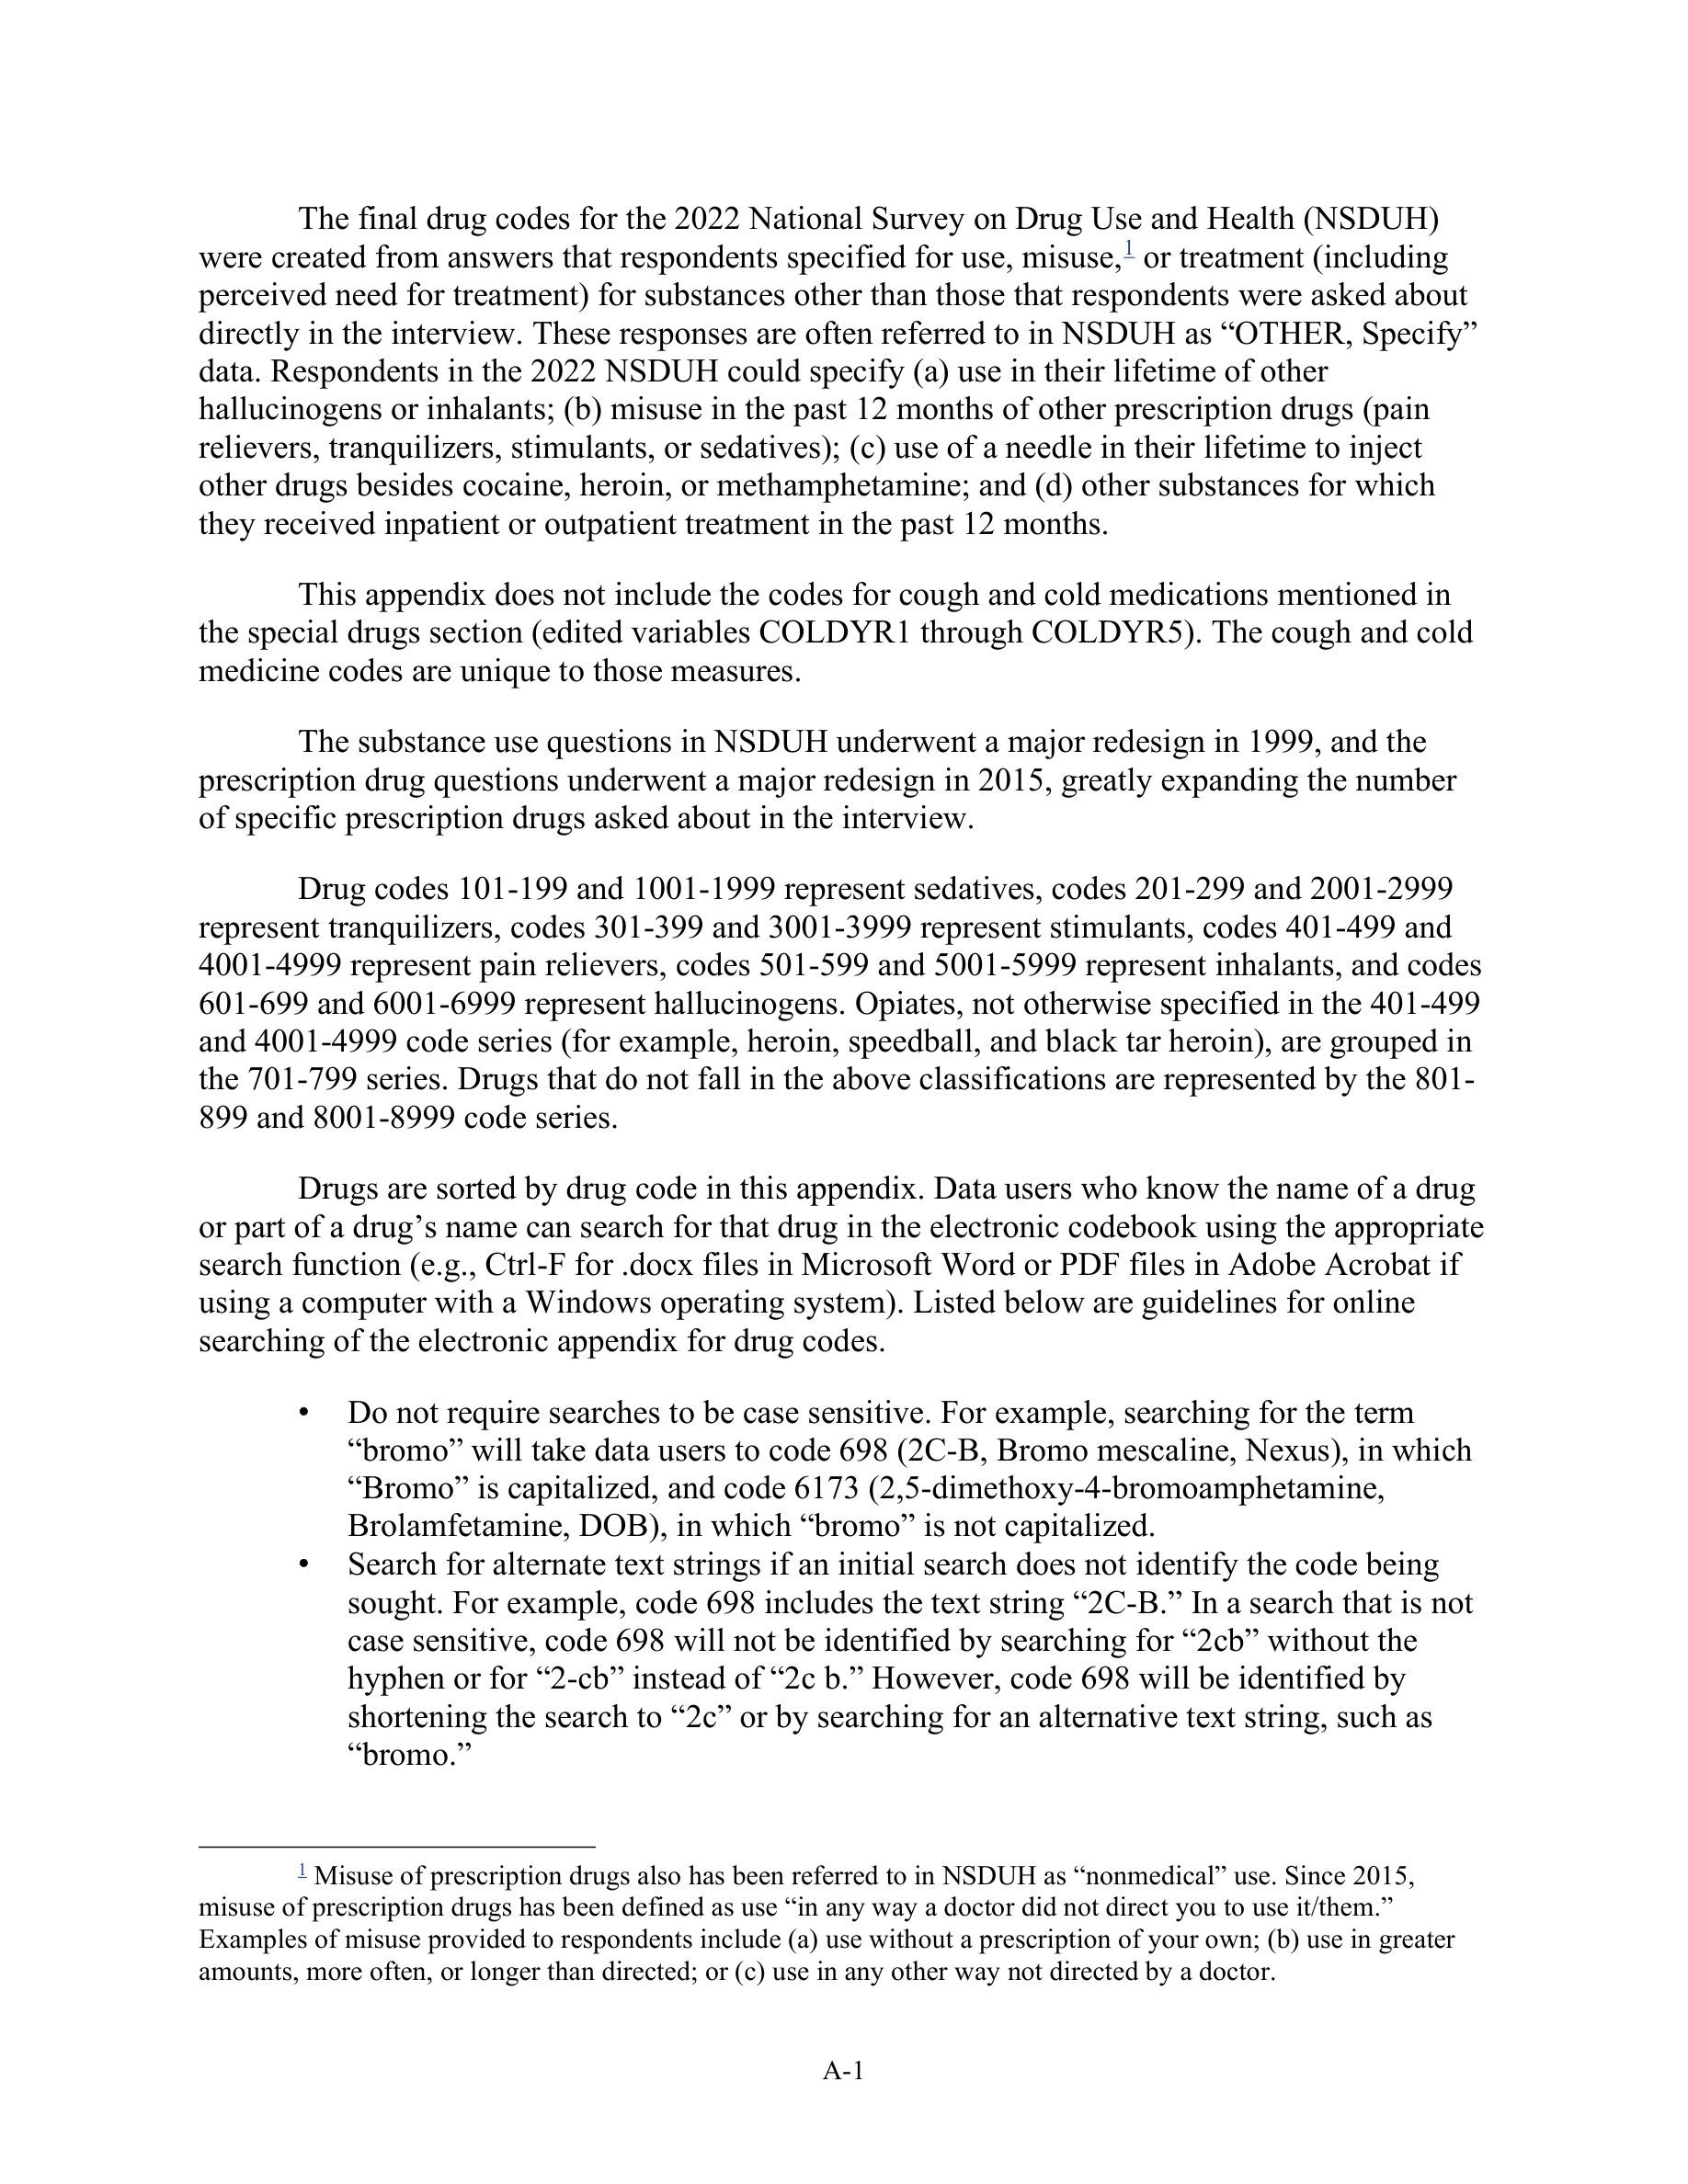 The final drug codes for the 2022 National Survey on Drug Use and Health (NSDUH)
were created from answers that respondents specified for use, misuse,1 or treatment (including
perceived need for treatment) for substances other than those that respondents were asked about
directly in the interview. These responses are often referred to in NSDUH as “OTHER, Specify”
data. Respondents in the 2022 NSDUH could specify (a) use in their lifetime of other
hallucinogens or inhalants; (b) misuse in the past 12 months of other prescription drugs (pain
relievers, tranquilizers, stimulants, or sedatives); (c) use of a needle in their lifetime to inject
other drugs besides cocaine, heroin, or methamphetamine; and (d) other substances for which
they received inpatient or outpatient treatment in the past 12 months.
This appendix does not include the codes for cough and cold medications mentioned in
the special drugs section (edited variables COLDYR1 through COLDYR5). The cough and cold
medicine codes are unique to those measures.
The substance use questions in NSDUH underwent a major redesign in 1999, and the
prescription drug questions underwent a major redesign in 2015, greatly expanding the number
of specific prescription drugs asked about in the interview.
Drug codes 101-199 and 1001-1999 represent sedatives, codes 201-299 and 2001-2999
represent tranquilizers, codes 301-399 and 3001-3999 represent stimulants, codes 401-499 and
4001-4999 represent pain relievers, codes 501-599 and 5001-5999 represent inhalants, and codes
601-699 and 6001-6999 represent hallucinogens. Opiates, not otherwise specified in the 401-499
and 4001-4999 code series (for example, heroin, speedball, and black tar heroin), are grouped in
the 701-799 series. Drugs that do not fall in the above classifications are represented by the 801-
899 and 8001-8999 code series.
Drugs are sorted by drug code in this appendix. Data users who know the name of a drug
or part of a drug’s name can search for that drug in the electronic codebook using the appropriate
search function (e.g., Ctrl-F for .docx files in Microsoft Word or PDF files in Adobe Acrobat if
using a computer with a Windows operating system). Listed below are guidelines for online
searching of the electronic appendix for drug codes.
• Do not require searches to be case sensitive. For example, searching for the term
“bromo” will take data users to code 698 (2C-B, Bromo mescaline, Nexus), in which
“Bromo” is capitalized, and code 6173 (2,5-dimethoxy-4-bromoamphetamine,
Brolamfetamine, DOB), in which “bromo” is not capitalized.
• Search for alternate text strings if an initial search does not identify the code being
sought. For example, code 698 includes the text string “2C-B.” In a search that is not
case sensitive, code 698 will not be identified by searching for “2cb” without the
hyphen or for “2-cb” instead of “2c b.” However, code 698 will be identified by
shortening the search to “2c” or by searching for an alternative text string, such as
“bromo.”
1 Misuse of prescription drugs also has been referred to in NSDUH as “nonmedical” use. Since 2015,
misuse of prescription drugs has been defined as use “in any way a doctor did not direct you to use it/them.”
Examples of misuse provided to respondents include (a) use without a prescription of your own; (b) use in greater
amounts, more often, or longer than directed; or (c) use in any other way not directed by a doctor.
A-1